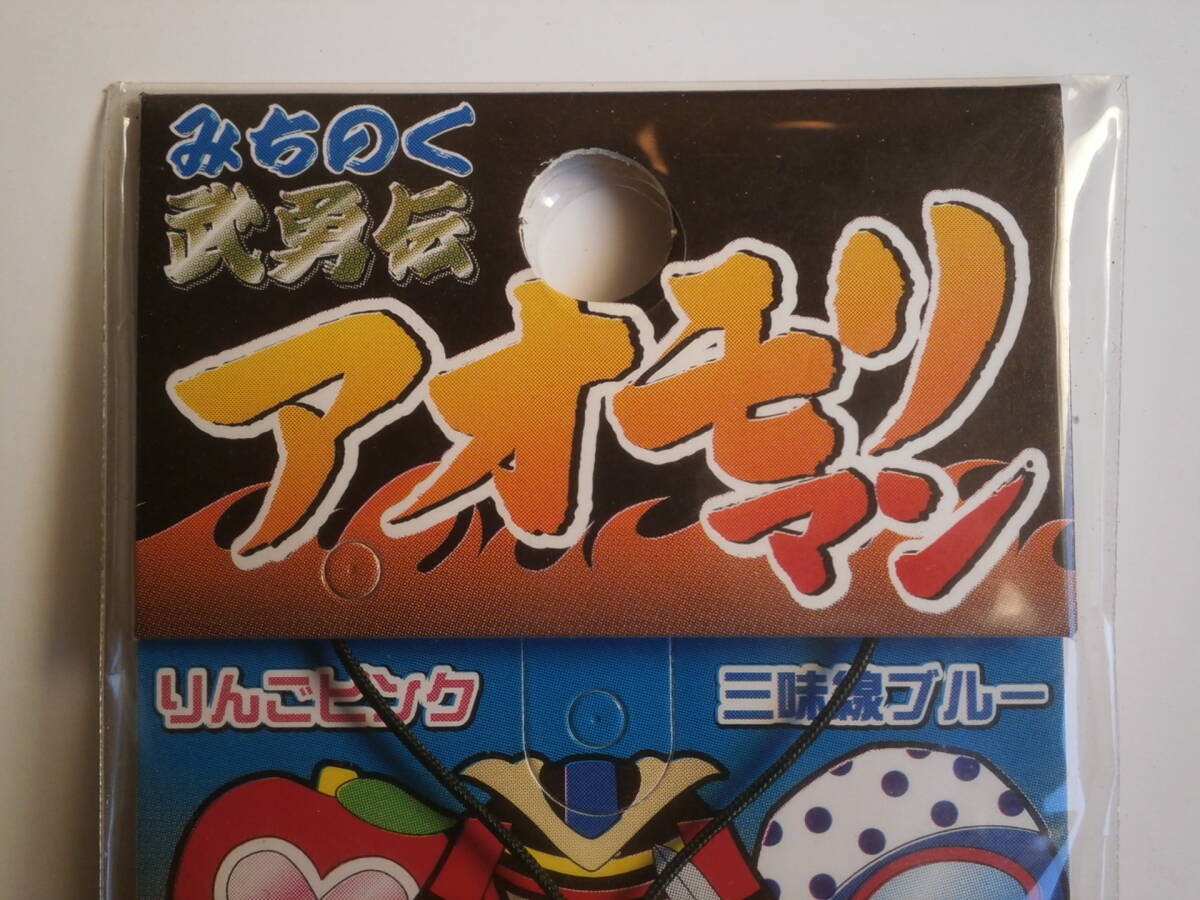 みちのく
武勇伝
アオモリ
マン
りんごピンク
三味線ブルー